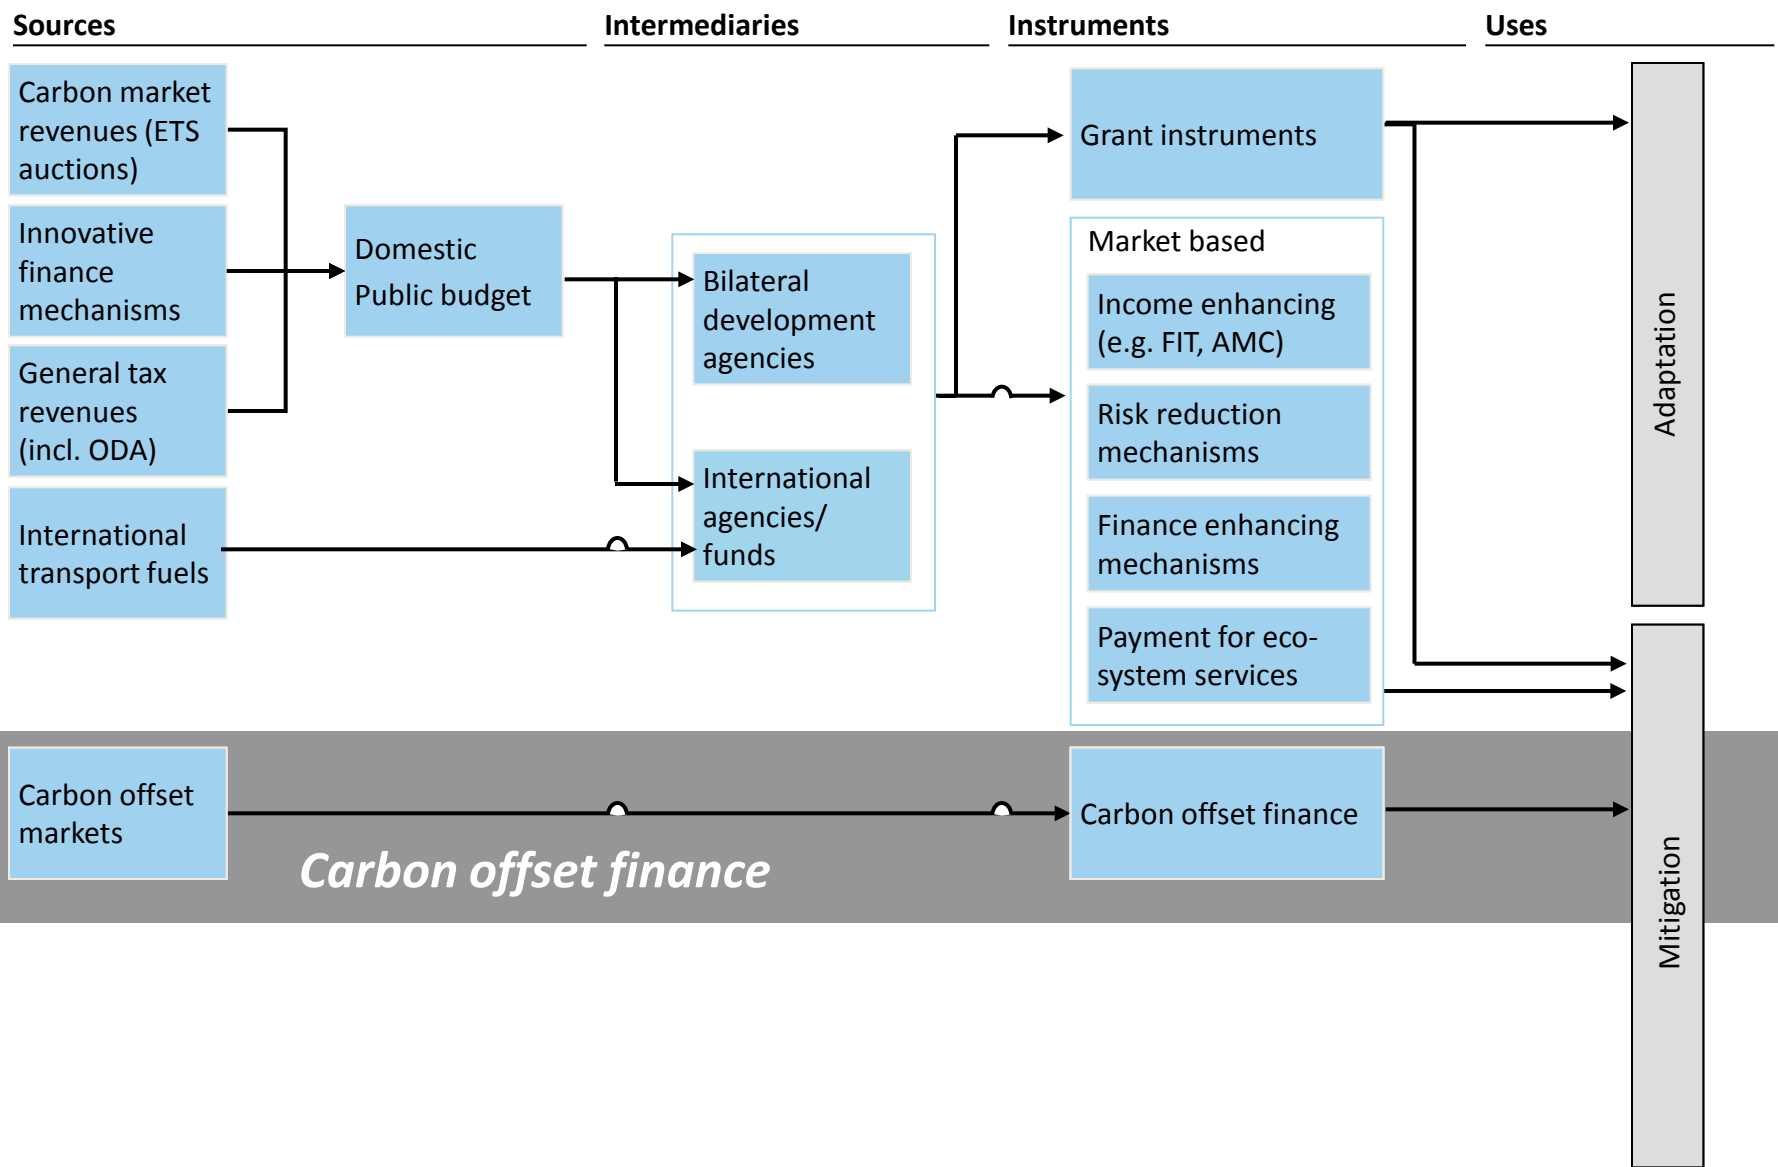 Sources
Intermediaries
Instruments
Uses
Carbon market
revenues (ETS
auctions)
Innovative
finance
mechanisms
General tax
revenues
(incl. ODA)
International
transport fuels
Domestic
Public budget
Bilateral
development
agencies
International
agencies/
funds
Grant instruments
Market based
Income enhancing
(e.g. FIT, AMC)
Risk reduction
mechanisms
Finance enhancing
mechanisms
Payment for eco-
system services
Adaptation
Carbon offset
markets
Carbon offset finance
Carbon offset finance
Mitigation